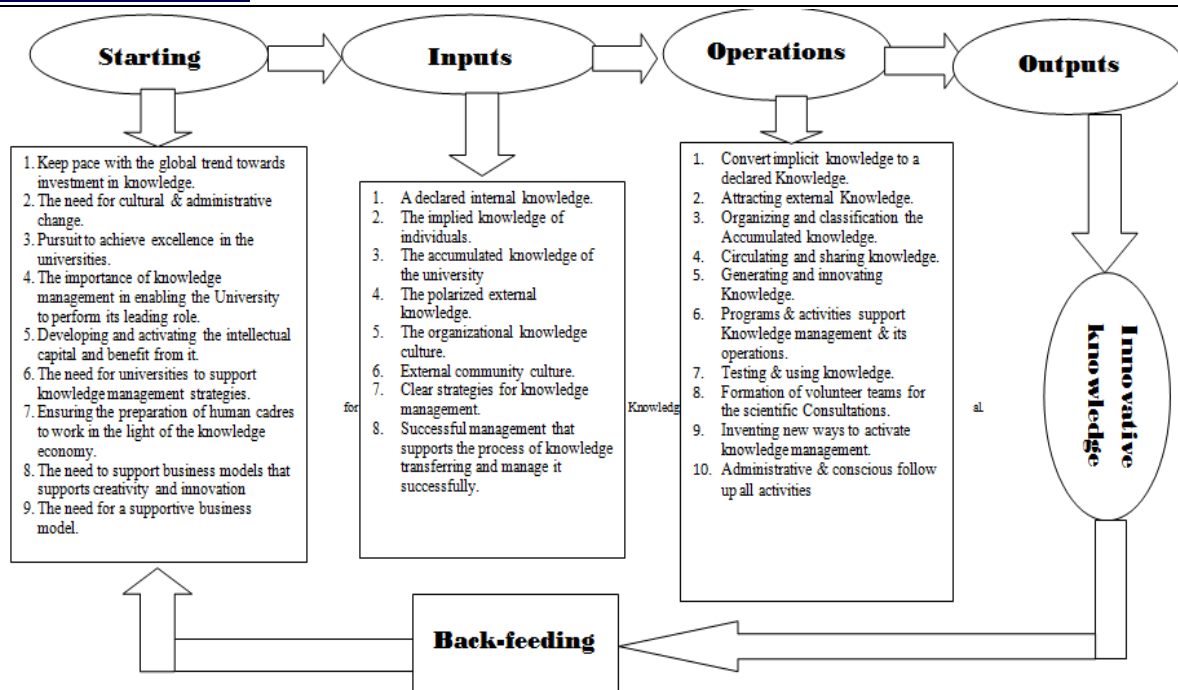 Starting
Inputs
Operations
Outputs
1. Keep pace with the global trend towards
investment in knowledge.
2. The need for cultural & administrative
change.
3. Pursuit to achieve excellence in the
universities.
4. The importance of knowledge
management in enabling the University
to perform its leading role.
5. Developing and activating the intellectual
capital and benefit from it.
6. The need for universities to support
knowledge management strategies.
7. Ensuring the preparation of human cadres
to work in the light of the knowledge
economy.
8. The need to support business models that
supports creativity and innovation
9. The need for a supportive business
model.
for
1. A declared internal knowledge.
2. The implied knowledge of
individuals.
3. The accumulated knowledge of
the university
4. The polarized external
knowledge.
5. The organizational knowledge
culture.
6. External community culture.
7. Clear strategies for knowledge
management.
8. Successful management that
supports the process of knowledge
transferring and manage it
successfully.
Knowledg
1. Convert implicit knowledge to a
declared Knowledge.
2. Attracting external Knowledge.
3. Organizing and classification the
Accumulated knowledge.
4. Circulating and sharing knowledge.
5. Generating and innovating
Knowledge.
6. Programs & activities support
Knowledge management & its
operations.
7. Testing & using knowledge.
8. Formation of volunteer teams for
the scientific Consultations.
9. Inventing new ways to activate
knowledge management.
10. Administrative & conscious follow
up all activities
al.
Innovative
knowledge
Back-feeding